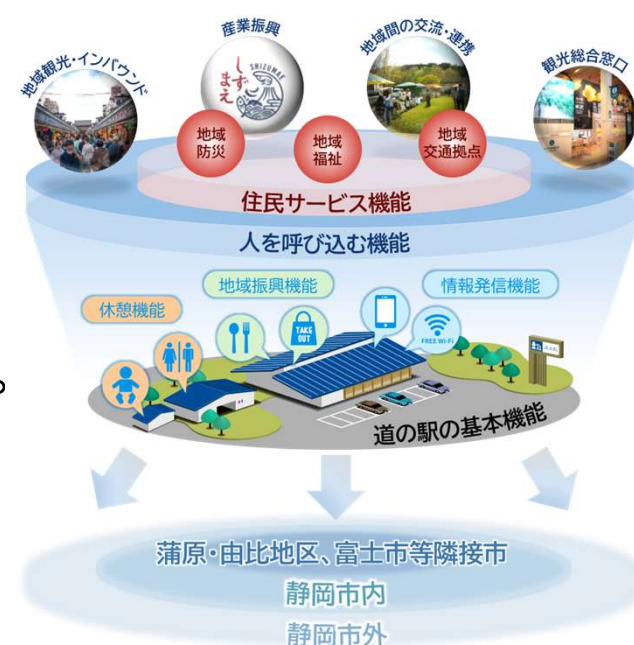 地域観光・インバウンド
産業振興
地域間の交流・連携
観光総合窓口
しずまえ
SHIZUMAE
地域
防災
地域
福祉
地域
交通拠点
住民サービス機能
人を呼び込む機能
休憩機能
地域振興機能
情報発信機能
TAKE
OUT
FREE Wi-Fi
道の駅の基本機能
。
蒲原・由比地区、富士市等隣接市
静岡市内
静岡市外